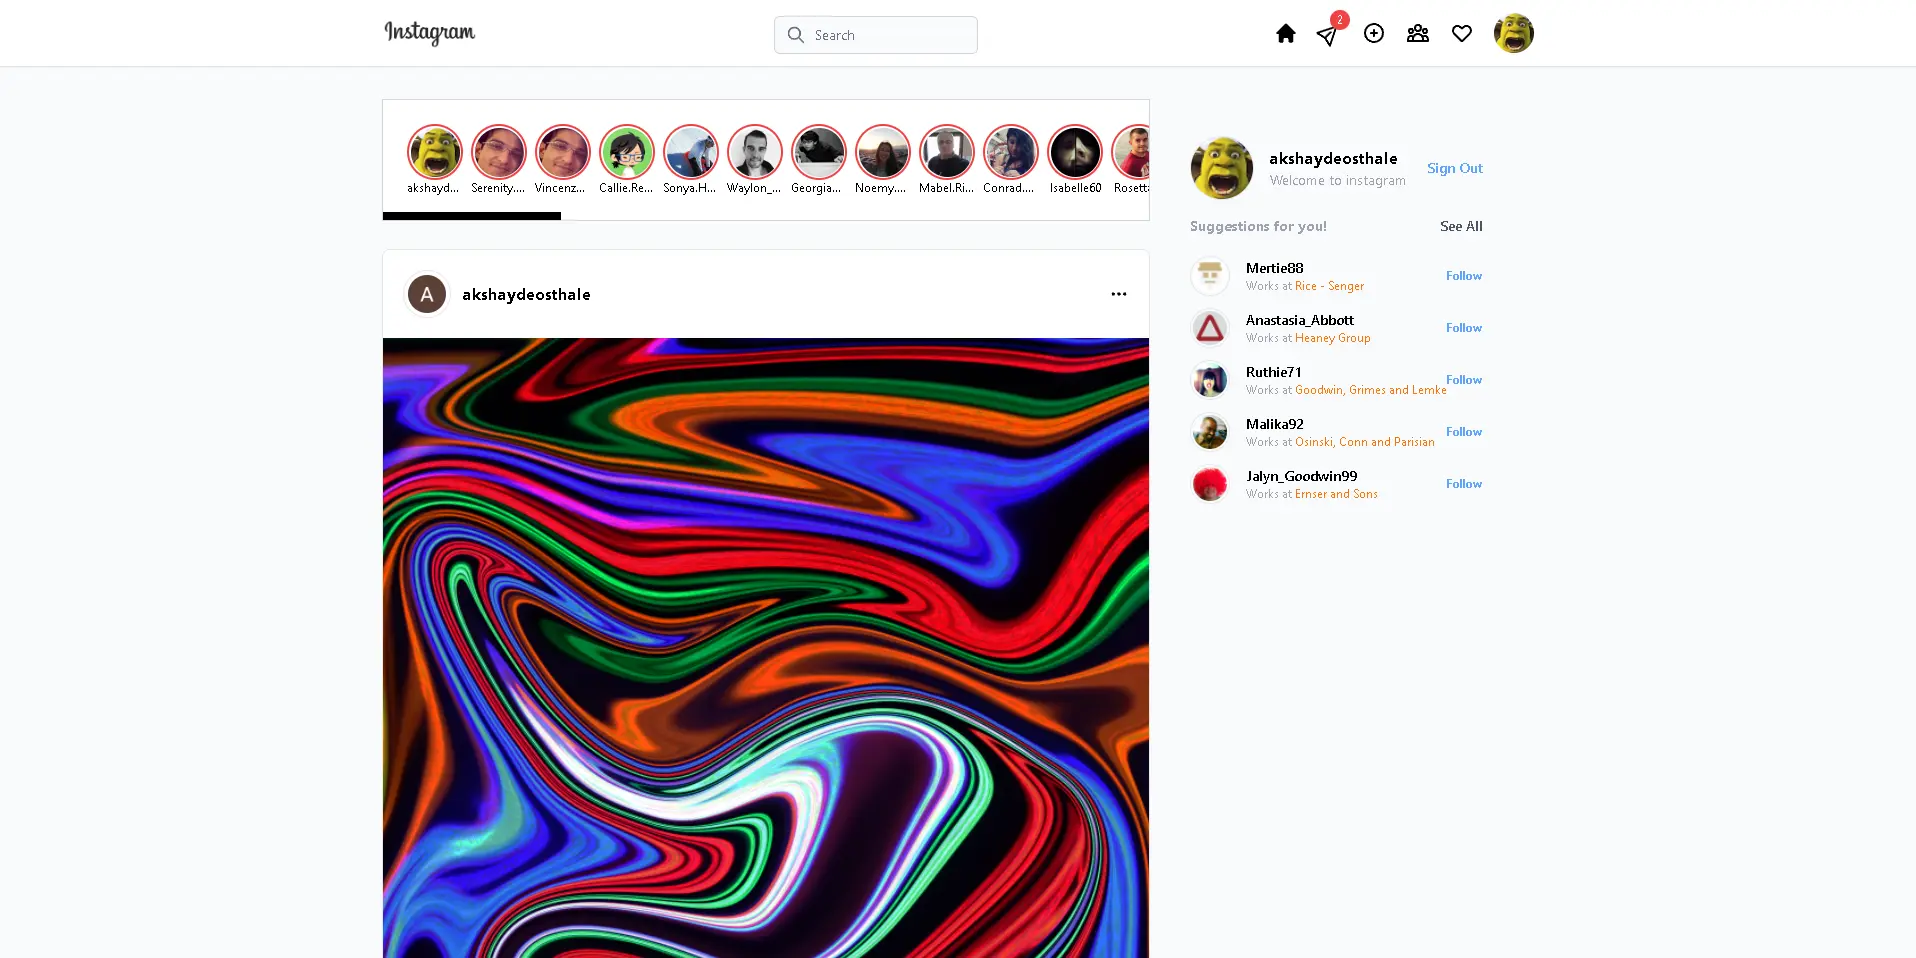 Instagram
Search
2
akshayd...
Serenity....
Vincenz...
Callie.Re...
Sonya.H...
Waylon_...
Georgia...
Noemy....
Mabel.Ri...
Conrad....
Isabelle60
Rosetta
akshaydeosthale
Welcome to instagram
Sign Out
Suggestions for you!
See All
Mertie88
Works at Rice - Senger
Follow
Anastasia_Abbott
Works at Heaney Group
Follow
Ruthie71
Works at Goodwin, Grimes and Lemke
Follow
Malika92
Works at Osinski, Conn and Parisian
Follow
Jalyn_Goodwin99
Works at Ernser and Sons
Follow
A
akshaydeosthale